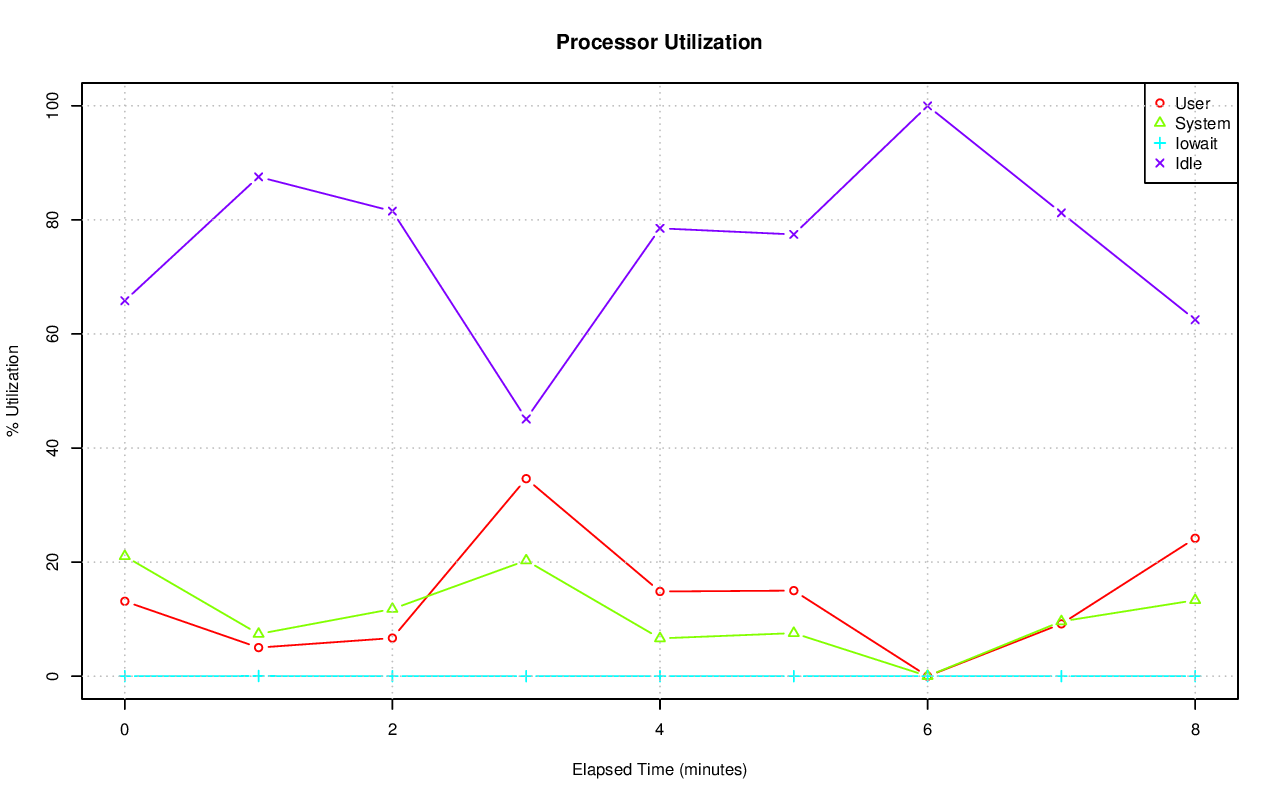 Processor Utilization
User
System
Iowait
Idle
% Utilization
100
80
60
40
20
0
0 2 4 6 8
Elapsed Time (minutes)